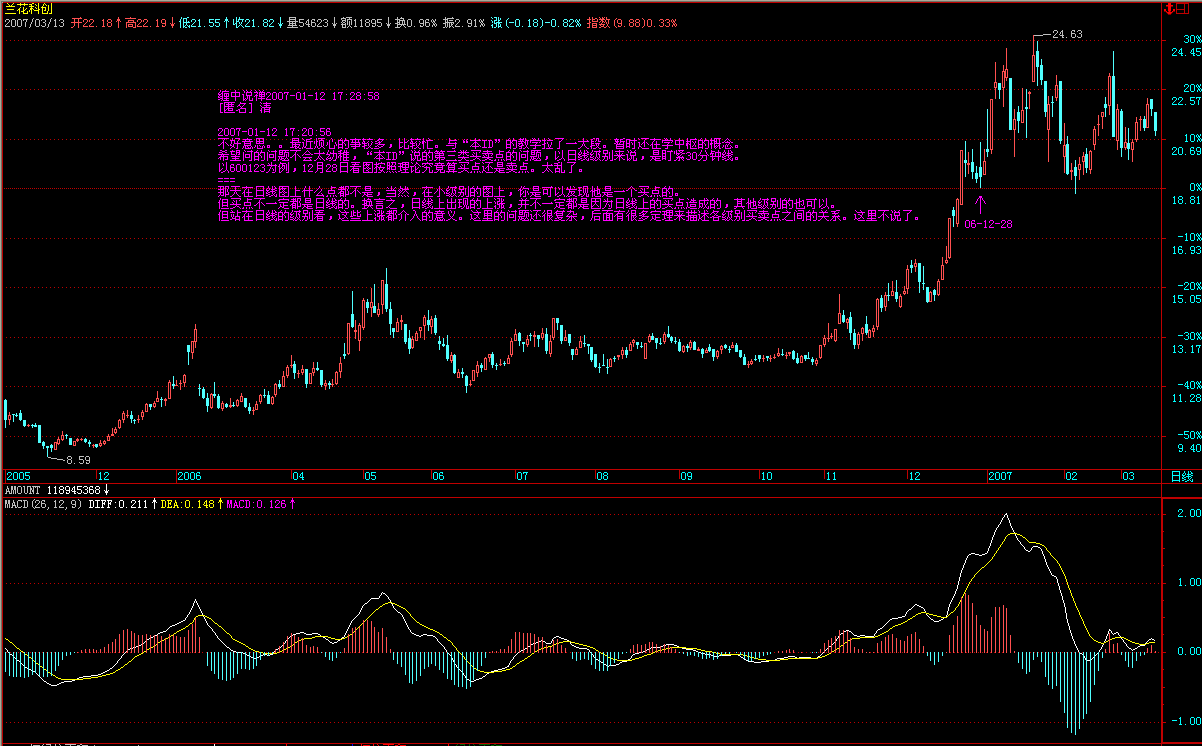 兰花科创
2007/03/13 开22.18↑高22.19↓低21.55↑收21.82↓量54623↓额11895↓换0.96% 振2.91% 涨(-0.18)-0.82% 指数(9.88)0.33%
24.63
30%
24.45
20%
22.57
10%
20.69
0%
18.81
-10%
16.93
-20%
15.05
-30%
13.17
-40%
11.28
-50%
9.40
缠中说禅2007-01-12 17:28:58
[匿名] 清
2007-01-12 17:20:56
不好意思。。最近烦心的事较多，比较忙。与“本ID”的教学拉了一大段。暂时还在学中枢的概念。
希望问的问题不会太幼稚，“本ID”说的第三类买卖点的问题，以日线级别来说，是盯紧30分钟线。
以600123为例，12月26日看图按照理论究竟算买点还是卖点。太乱了。
===
那天在日线图上什么点都不是，当然，在小级别的图上，你是可以发现他是一个买点的。
但买点不一定都是日线的。换言之，日线上出现的上涨，并不一定都是因为日线上的买点造成的，其他级别的也可以。
但站在日线的级别看，这些上涨都介入的意义。这里的问题还很复杂，后面有很多定理来描述各级别买卖点之间的关系。这里不说了。
06-12-28
8.59
2005 12 2006 04 05 06 07 08 09 10 11 12 2007 02 03 日线
AMOUNT 118945368↓
MACD(26,12,9) DIFF:0.211↑DEA:0.148↑MACD:0.126↑
2.00
1.00
0.00
-1.00